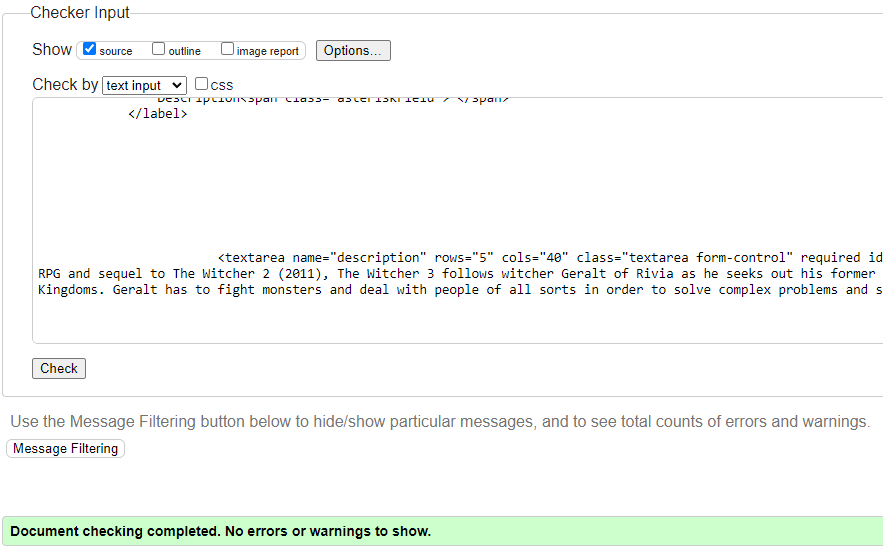 Checker Input
Show source outline image report Options...
Check by text input css
Description<span class="asteriskField"> </span>
</label>
<textarea name="description" rows="5" cols="40" class="textarea form-control" required id
RPG and sequel to The Witcher 2 (2011), The Witcher 3 follows witcher Geralt of Rivia as he seeks out his former
Kingdoms. Geralt has to fight monsters and deal with people of all sorts in order to solve complex problems and s
Check
Use the Message Filtering button below to hide/show particular messages, and to see total counts of errors and warnings.
Message Filtering
Document checking completed. No errors or warnings to show.